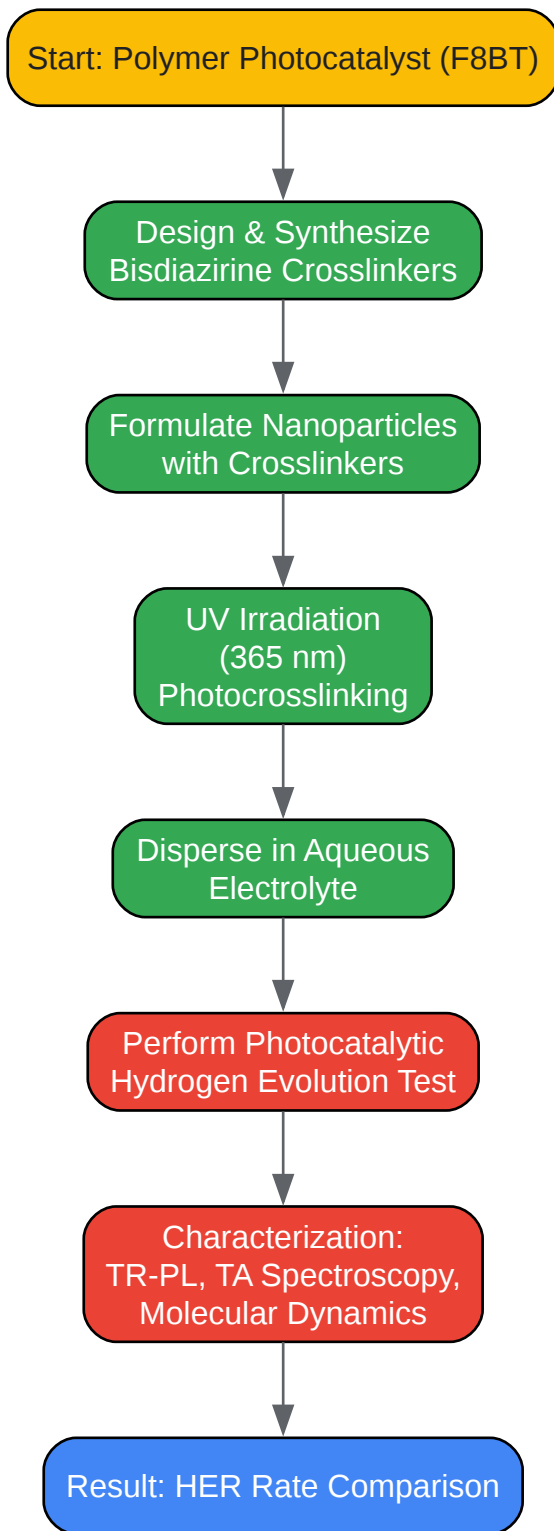 Start: Polymer Photocatalyst (F8BT)
Design & Synthesize
Bisdiazirine Crosslinkers
Formulate Nanoparticles
with Crosslinkers
UV Irradiation
(365 nm)
Photocrosslinking
Disperse in Aqueous
Electrolyte
Perform Photocatalytic
Hydrogen Evolution Test
Characterization:
TR-PL, TA Spectroscopy,
Molecular Dynamics
Result: HER Rate Comparison